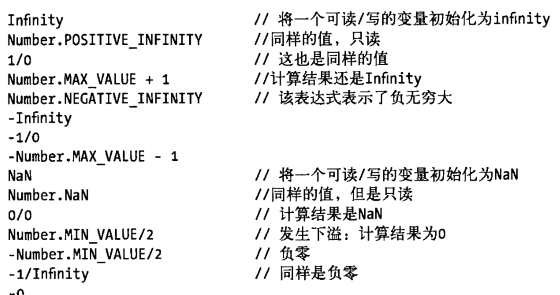 Infinity // 将一个可读/写的变量初始化为infinity
Number.POSITIVE_INFINITY //同样的值，只读
1/0 // 这也是同样的值
Number.MAX_VALUE + 1 //计算结果还是Infinity
Number.NEGATIVE_INFINITY // 该表达式表示了负无穷大
-Infinity
-1/0
-Number.MAX_VALUE - 1
NaN // 将一个可读/写的变量初始化为NaN
Number.NaN //同样的值，但是只读
0/0 // 计算结果是NaN
Number.MIN_VALUE/2 // 发生下溢：计算结果为0
-Number.MIN_VALUE/2 // 负零
-1/Infinity // 同样是负零
-0